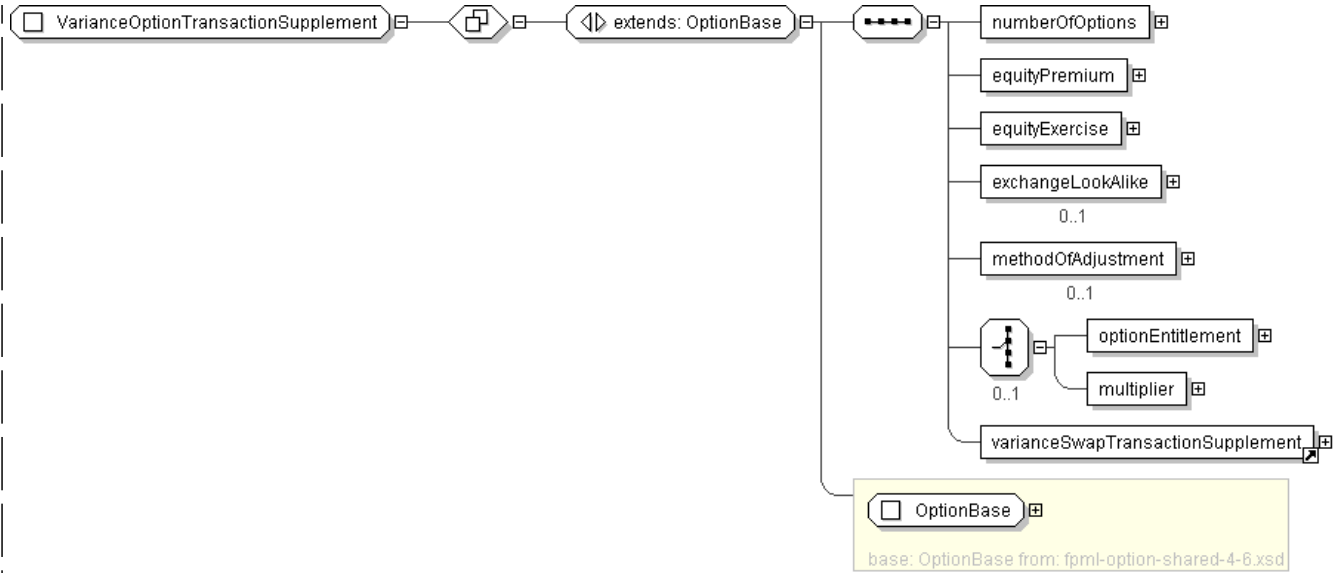 VarianceOptionTransactionSupplement
extends: OptionBase
numberOfOptions
equityPremium
equityExercise
exchangeLookAlike
0..1
methodOfAdjustment
0..1
optionEntitlement
multiplier
0..1
varianceSwapTransactionSupplement
OptionBase
base: OptionBase from: fpml-option-shared-4-6.xsd